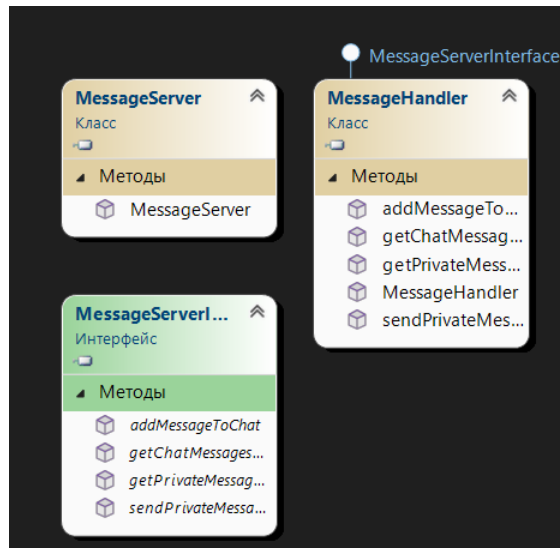 MessageServerInterface
MessageServer
Класс
Методы
MessageServer
MessageHandler
Класс
Методы
addMessageTo...
getChatMessag...
getPrivateMess...
MessageHandler
sendPrivateMes...
MessageServerI...
Интерфейс
Методы
addMessageToChat
getChatMessages...
getPrivateMessag...
sendPrivateMessa...